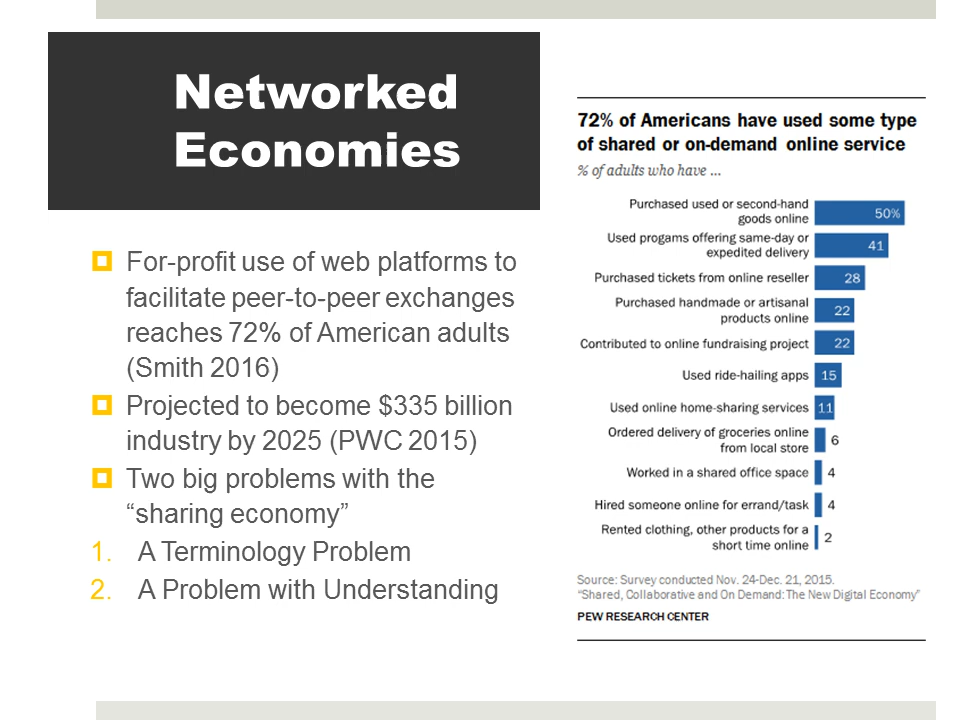 Networked
Economies
For-profit use of web platforms to
facilitate peer-to-peer exchanges
reaches 72% of American adults
(Smith 2016)
Projected to become $335 billion
industry by 2025 (PWC 2015)
Two big problems with the
“sharing economy”
1. A Terminology Problem
2. A Problem with Understanding
72% of Americans have used some type
of shared or on-demand online service
% of adults who have ...
Purchased used or second-hand
goods online 50%
Used progams offering same-day or
expedited delivery 41
Purchased tickets from online reseller 28
Purchased handmade or artisanal
products online 22
Contributed to online fundraising project 22
Used ride-hailing apps 15
Used online home-sharing services 11
Ordered delivery of groceries online
from local store 6
Worked in a shared office space 4
Hired someone online for errand/task 4
Rented clothing, other products for a
short time online 2
Source: Survey conducted Nov. 24-Dec. 21, 2015.
“Shared, Collaborative and On Demand: The New Digital Economy”
PEW RESEARCH CENTER